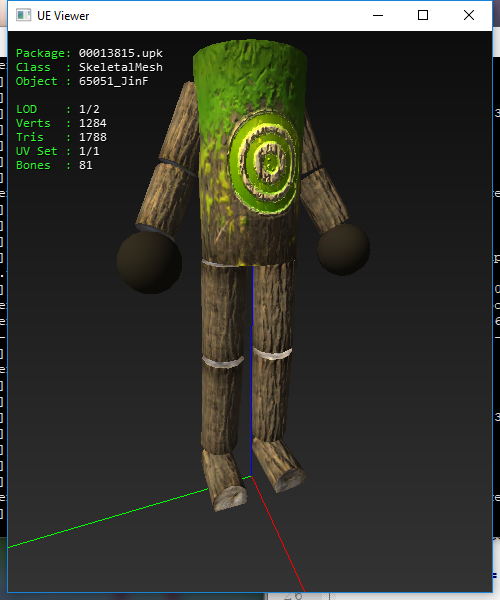 UE Viewer
Package: 00013815.upk
Class  : SkeletalMesh
Object : 65051_JinF
LOD    : 1/2
Verts  : 1284
Tris   : 1788
UV Set : 1/1
Bones  : 81